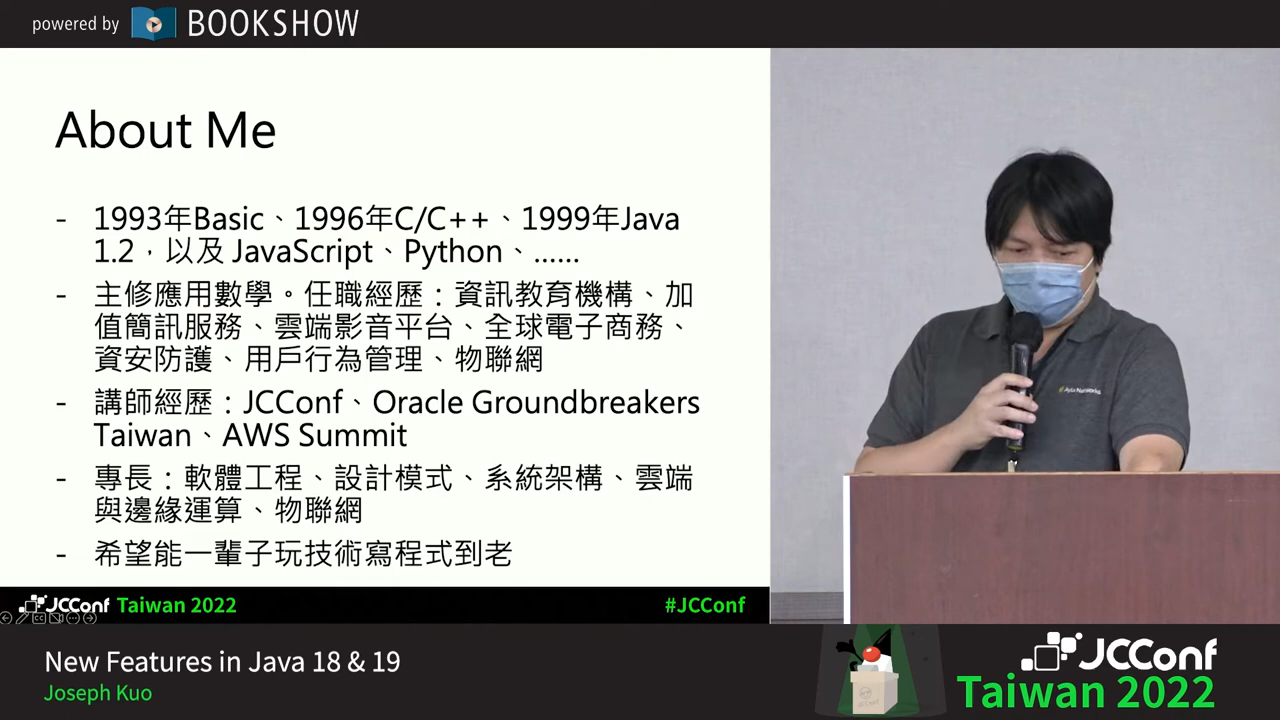 powered by BOOKSHOW
About Me
- 1993年Basic、1996年C/C++、1999年Java
1.2，以及 JavaScript、Python、……
- 主修應用數學。任職經歷：資訊教育機構、加
值簡訊服務、雲端影音平台、全球電子商務、
資安防護、用戶行為管理、物聯網
- 講師經歷：JCConf、Oracle Groundbreakers
Taiwan、AWS Summit
- 專長：軟體工程、設計模式、系統架構、雲端
與邊緣運算、物聯網
- 希望能一輩子玩技術寫程式到老
JCConf Taiwan 2022
#JCConf
Ayla Networks
New Features in Java 18 & 19
Joseph Kuo
JCConf
Taiwan 2022